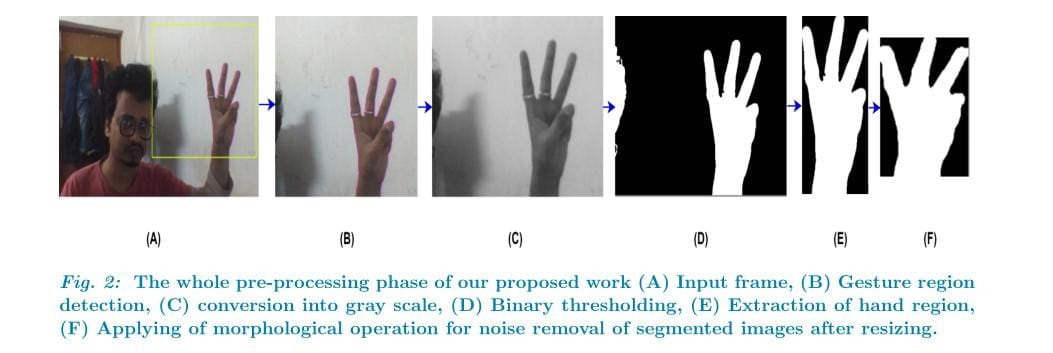 (A) (B) (C) (D) (E) (F)
Fig. 2: The whole pre-processing phase of our proposed work (A) Input frame, (B) Gesture region
detection, (C) conversion into gray scale, (D) Binary thresholding, (E) Extraction of hand region,
(F) Applying of morphological operation for noise removal of segmented images after resizing.